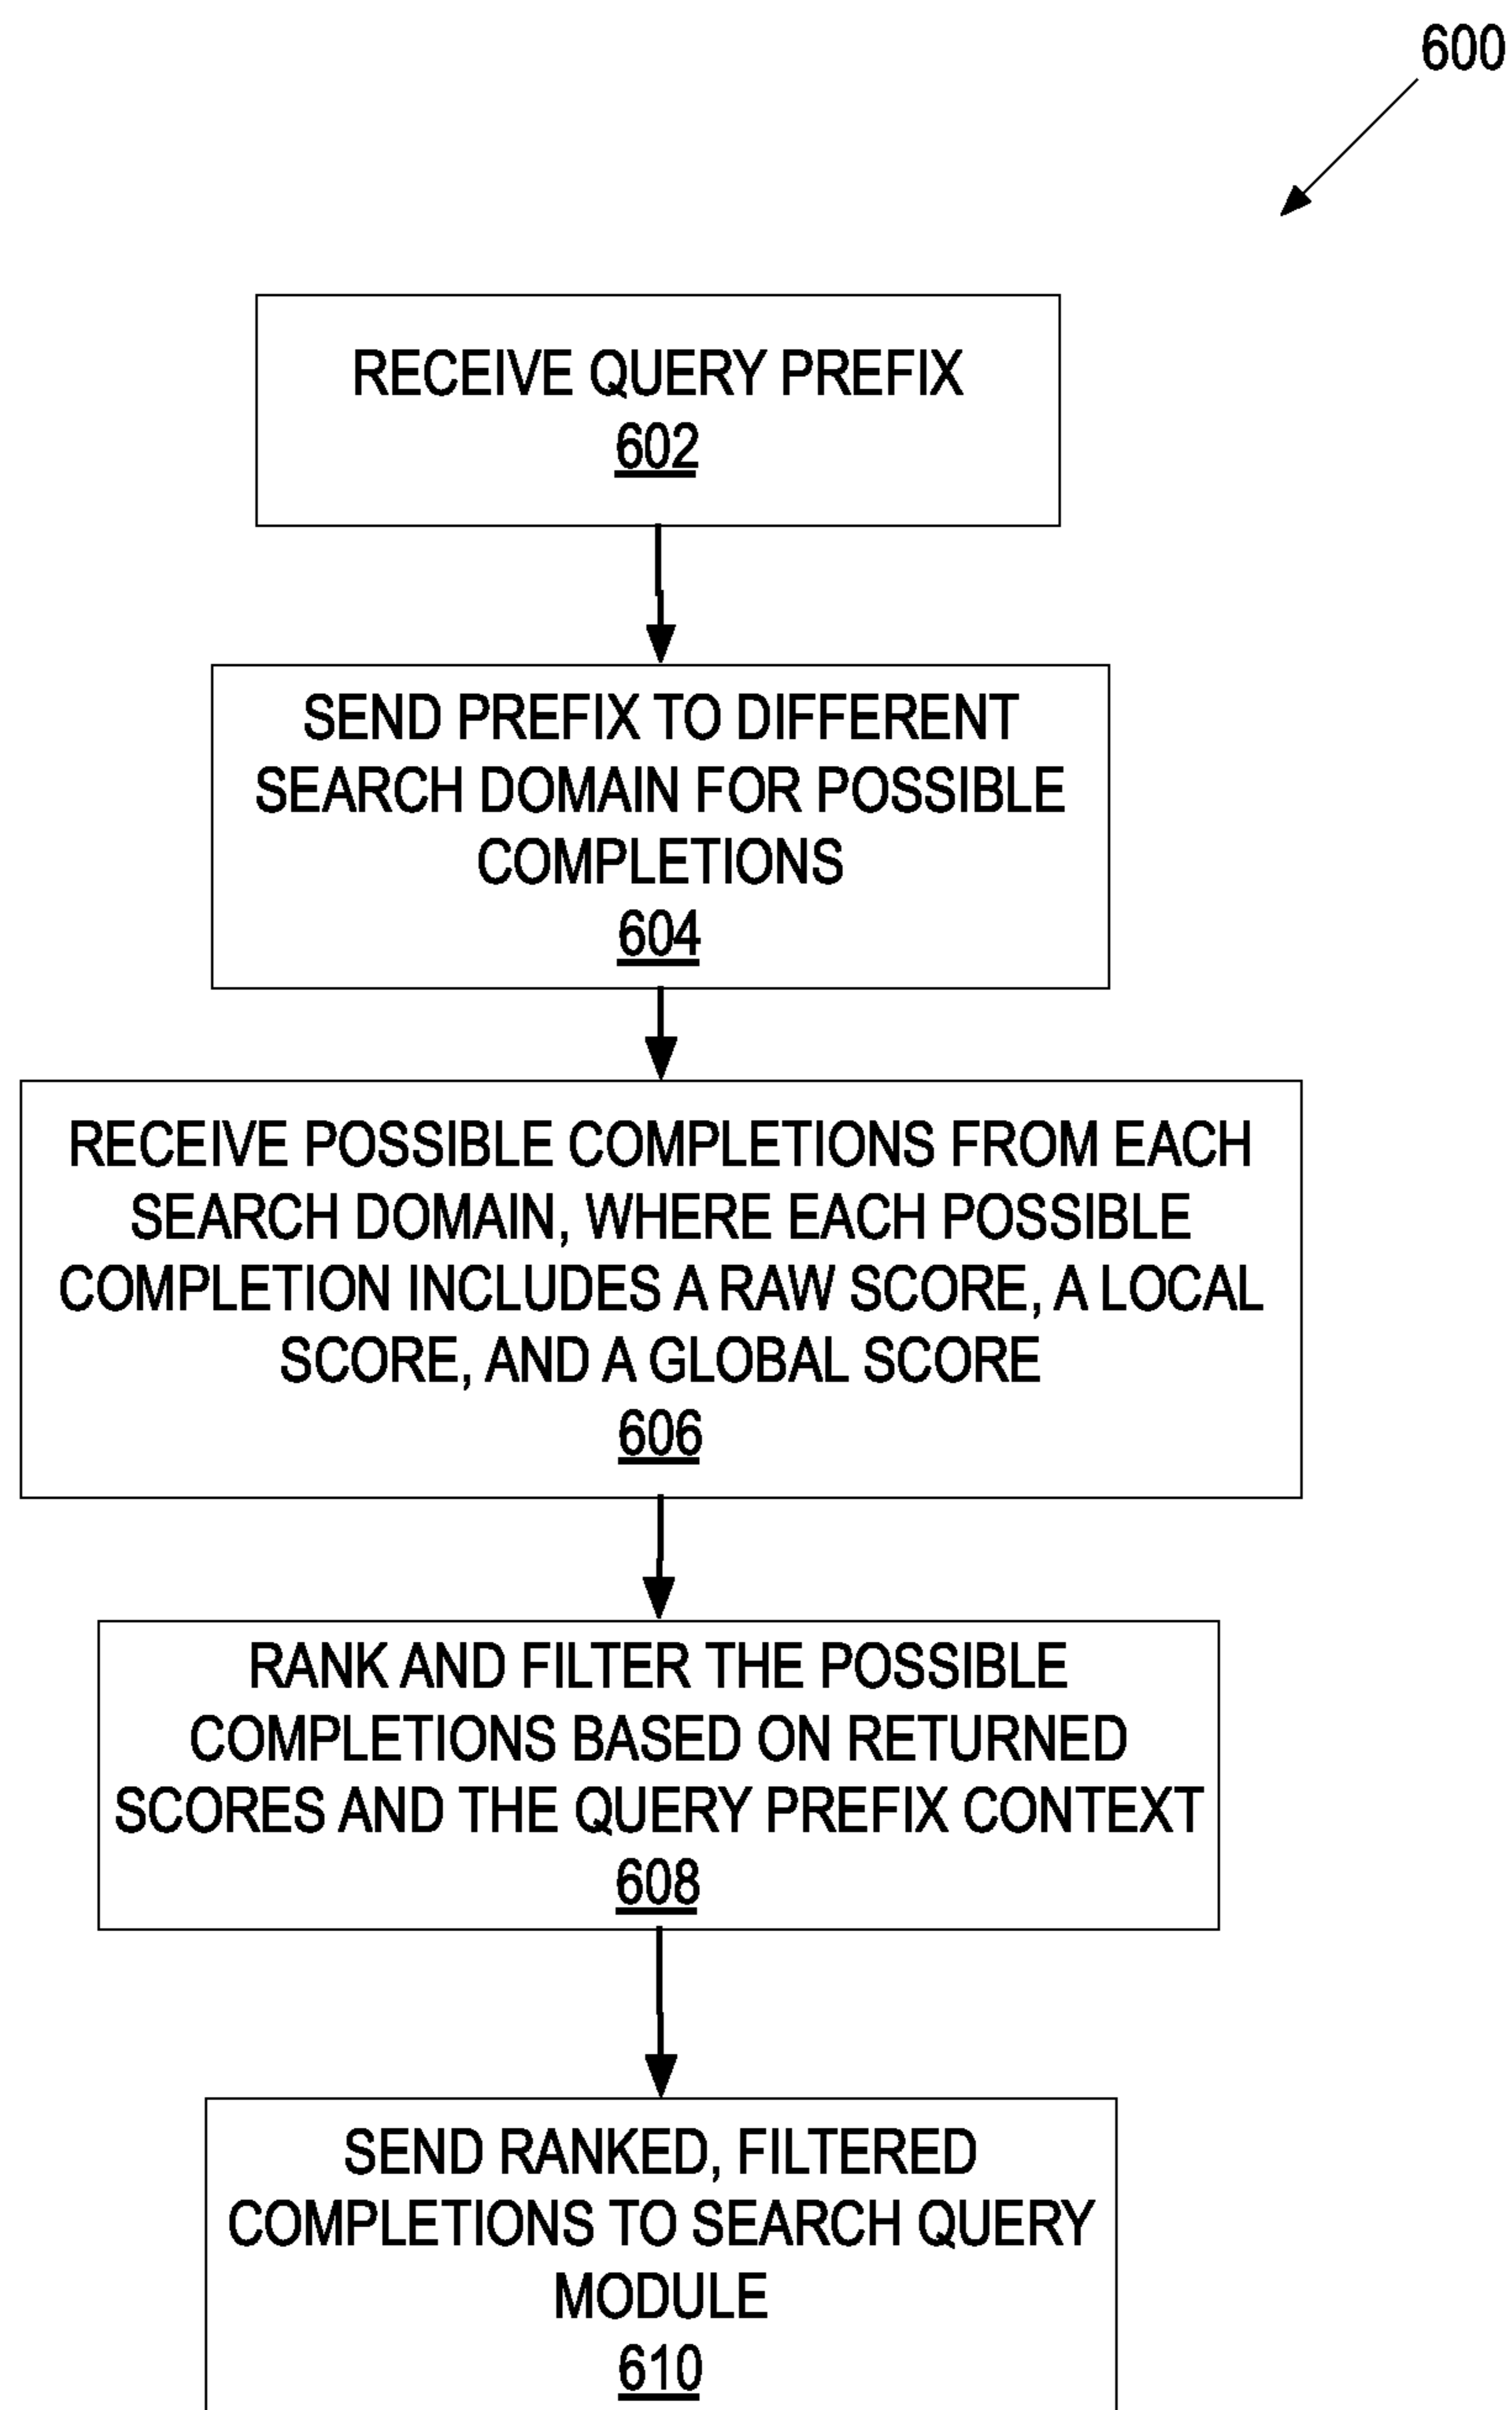 600
RECEIVE QUERY PREFIX
602
SEND PREFIX TO DIFFERENT
SEARCH DOMAIN FOR POSSIBLE
COMPLETIONS
604
RECEIVE POSSIBLE COMPLETIONS FROM EACH
SEARCH DOMAIN, WHERE EACH POSSIBLE
COMPLETION INCLUDES A RAW SCORE, A LOCAL
SCORE, AND A GLOBAL SCORE
606
RANK AND FILTER THE POSSIBLE
COMPLETIONS BASED ON RETURNED
SCORES AND THE QUERY PREFIX CONTEXT
608
SEND RANKED, FILTERED
COMPLETIONS TO SEARCH QUERY
MODULE
610